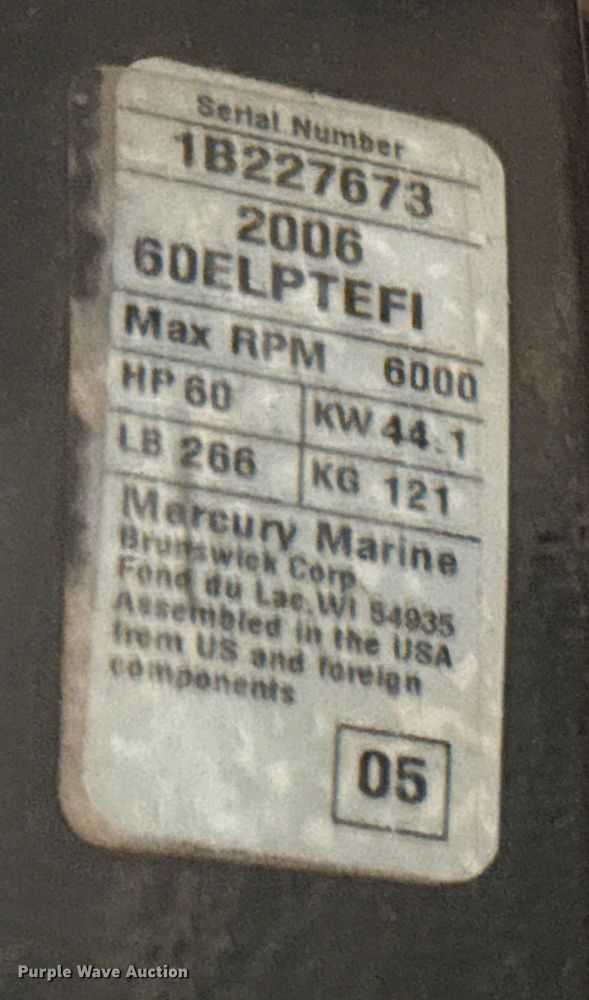 Serial Number
1B227673
2006
60ELPTEFI
Max RPM 6000
HP 60 KW 44.1
LB 266 KG 121
Mercury Marine
Brunswick Corp.
Fond du Lac, WI 54935
Assembled in the USA
from US and foreign
components
05
Purple Wave Auction